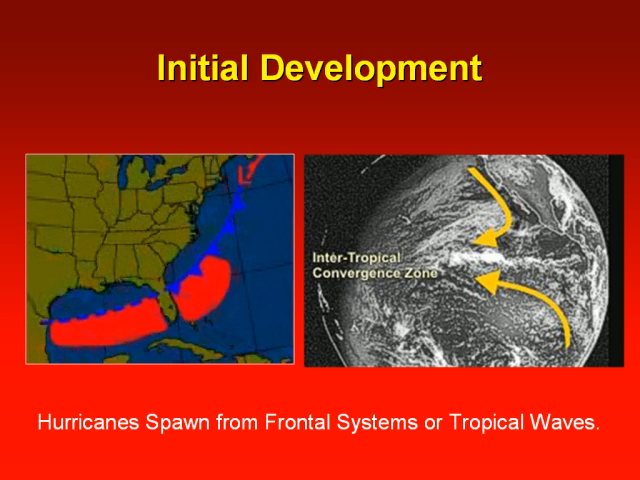 Initial Development
L
Inter-Tropical
Convergence Zone
Hurricanes Spawn from Frontal Systems or Tropical Waves.